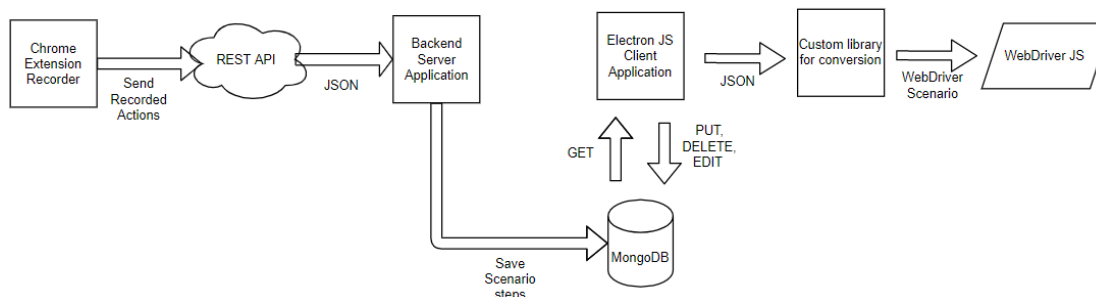 Chrome
Extension
Recorder
Send
Recorded
Actions
REST API
JSON
Backend
Server
Application
Save
Scenario
steps
MongoDB
GET
PUT,
DELETE,
EDIT
Electron JS
Client
Application
JSON
Custom library
for conversion
WebDriver
Scenario
WebDriver JS